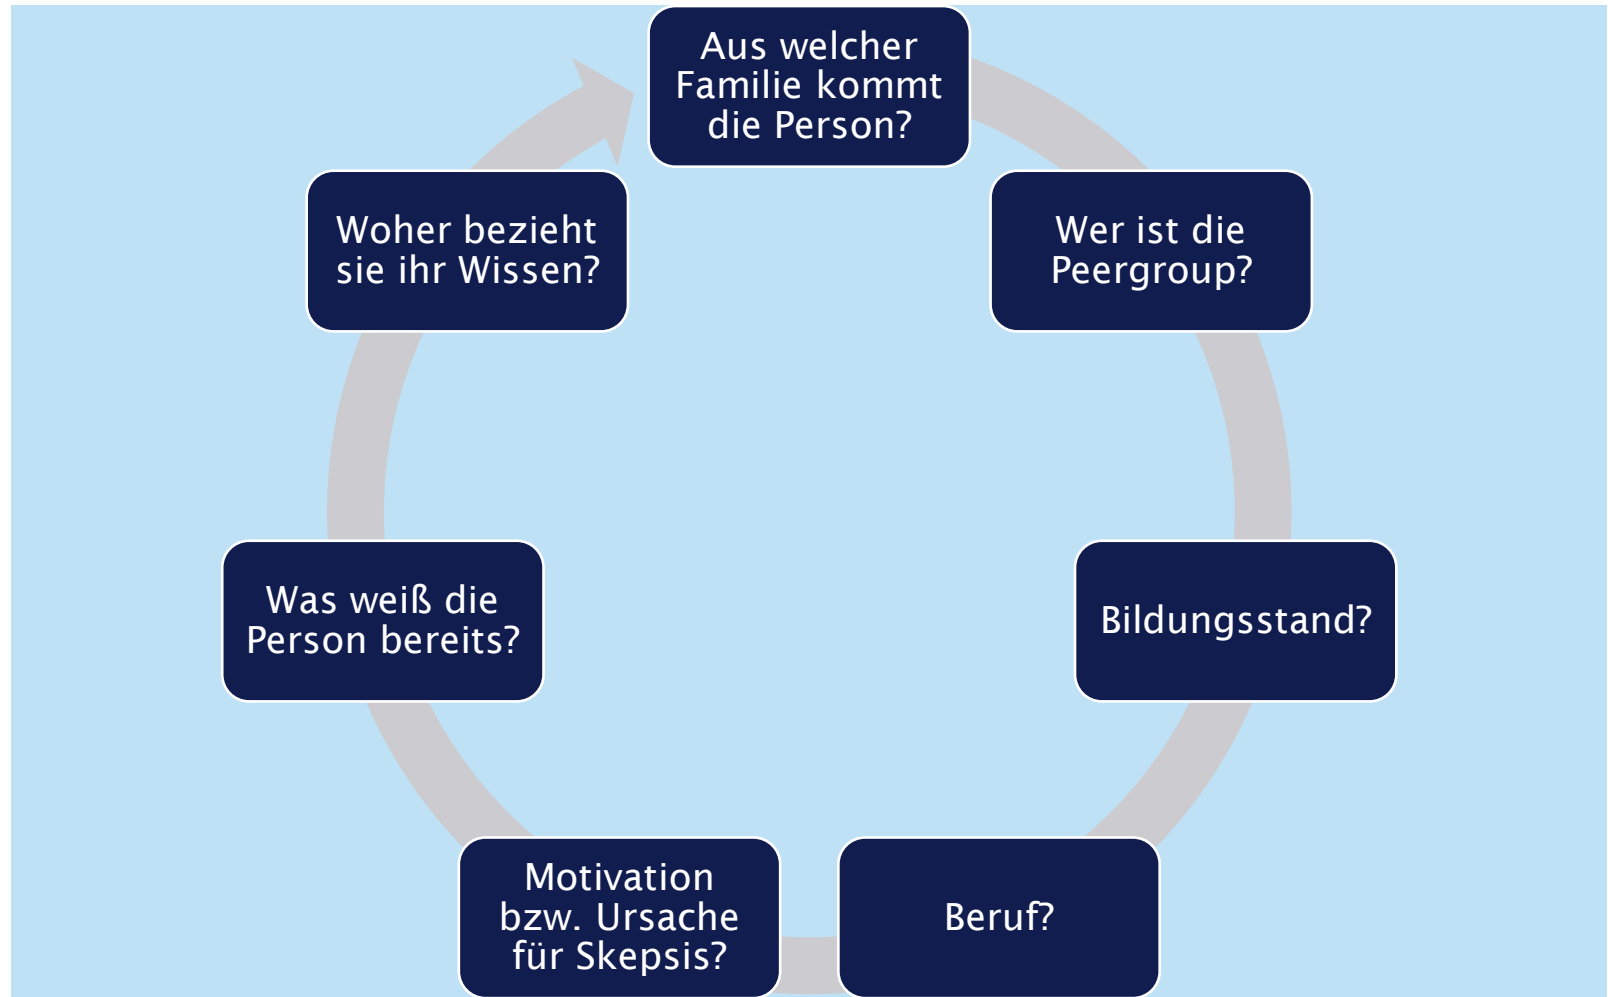 Aus welcher
Familie kommt
die Person?
Wer ist die
Peergroup?
Bildungsstand?
Beruf?
Motivation
bzw. Ursache
für Skepsis?
Was weiß die
Person bereits?
Woher bezieht
sie ihr Wissen?